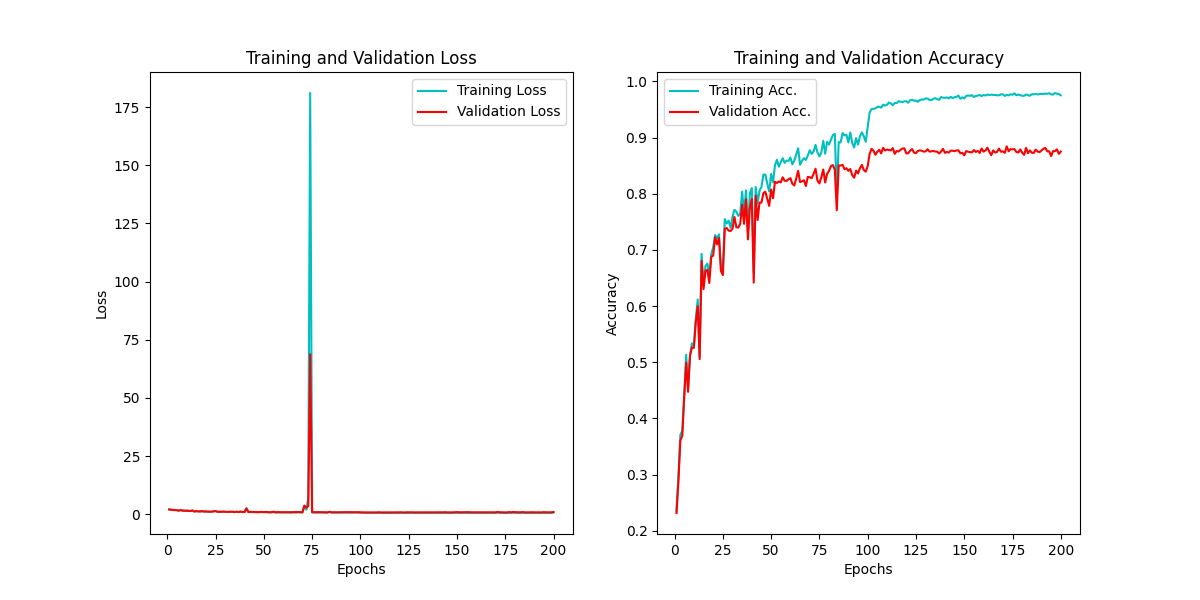 Training and Validation Loss
Training Loss
Validation Loss
Loss
175
150
125
100
75
50
25
0
0 25 50 75 100 125 150 175 200
Epochs
Training and Validation Accuracy
Training Acc.
Validation Acc.
Accuracy
1.0
0.9
0.8
0.7
0.6
0.5
0.4
0.3
0.2
0 25 50 75 100 125 150 175 200
Epochs